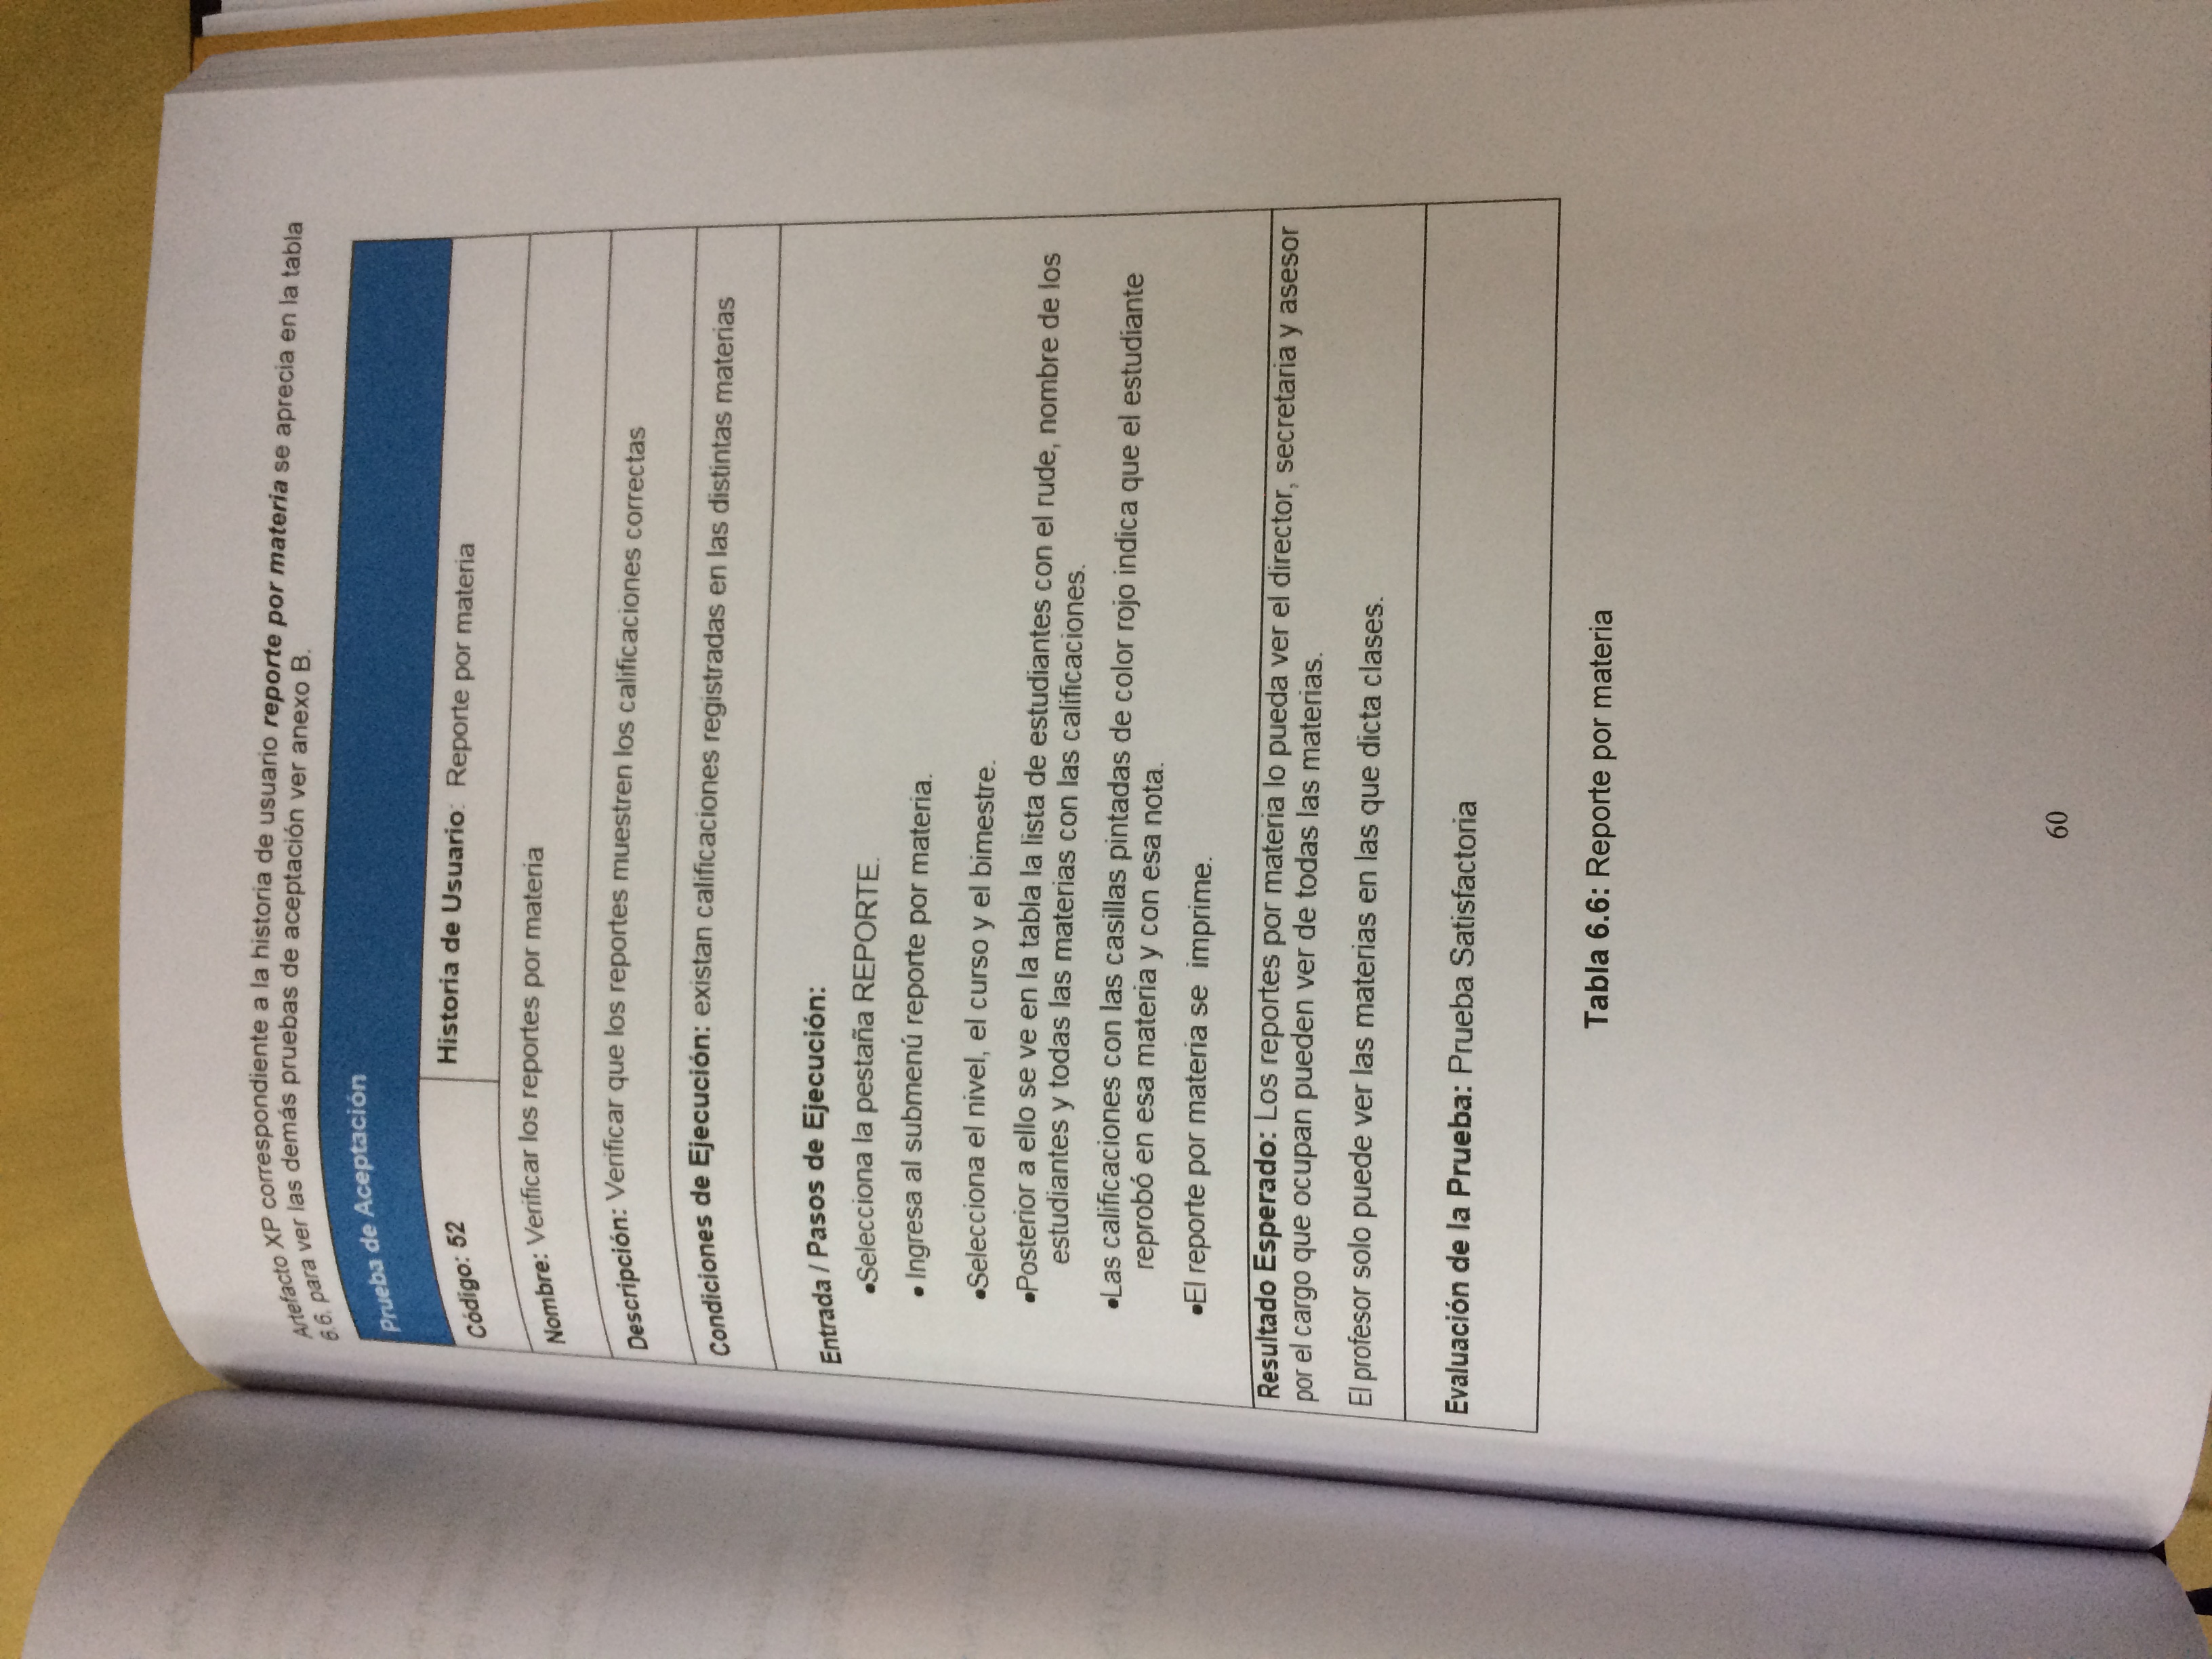 Artefacto XP correspondiente a la historia de usuario reporte por materia se aprecia en la tabla
6.6, para ver las demás pruebas de aceptación ver anexo B.
Prueba de Aceptación
Código: 52
Historia de Usuario: Reporte por materia
Nombre: Verificar los reportes por materia
Descripción: Verificar que los reportes muestren los calificaciones correctas
Condiciones de Ejecución: existan calificaciones registradas en las distintas materias
Entrada / Pasos de Ejecución:
•Selecciona la pestaña REPORTE.
• Ingresa al submenú reporte por materia.
•Selecciona el nivel, el curso y el bimestre.
•Posterior a ello se ve en la tabla la lista de estudiantes con el rude, nombre de los
estudiantes y todas las materias con las calificaciones.
•Las calificaciones con las casillas pintadas de color rojo indica que el estudiante
reprobó en esa materia y con esa nota.
•El reporte por materia se imprime.
Resultado Esperado: Los reportes por materia lo pueda ver el director, secretaria y asesor
por el cargo que ocupan pueden ver de todas las materias.
El profesor solo puede ver las materias en las que dicta clases.
Evaluación de la Prueba: Prueba Satisfactoria
Tabla 6.6: Reporte por materia
60